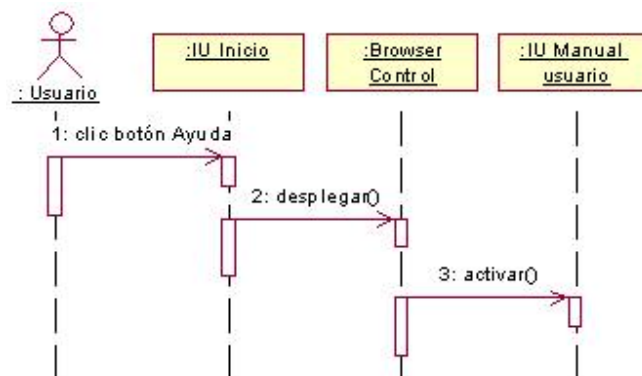 : Usuario
:IU Inicio
:Browser
Control
:IU Manual
usuario
1: clic botón Ayuda
2: desplegar()
3: activar()